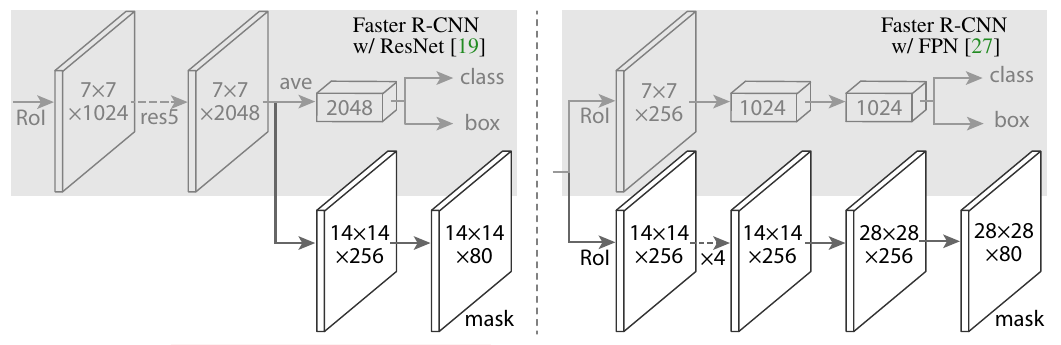 Faster R-CNN
w/ ResNet [19]
RoI
7×7
×1024
res5
7×7
×2048
ave
2048
class
box
14×14
×256
14×14
×80
mask
Faster R-CNN
w/ FPN [27]
RoI
7×7
×256
1024
1024
class
box
RoI
14×14
×256
×4
14×14
×256
28×28
×256
28×28
×80
mask